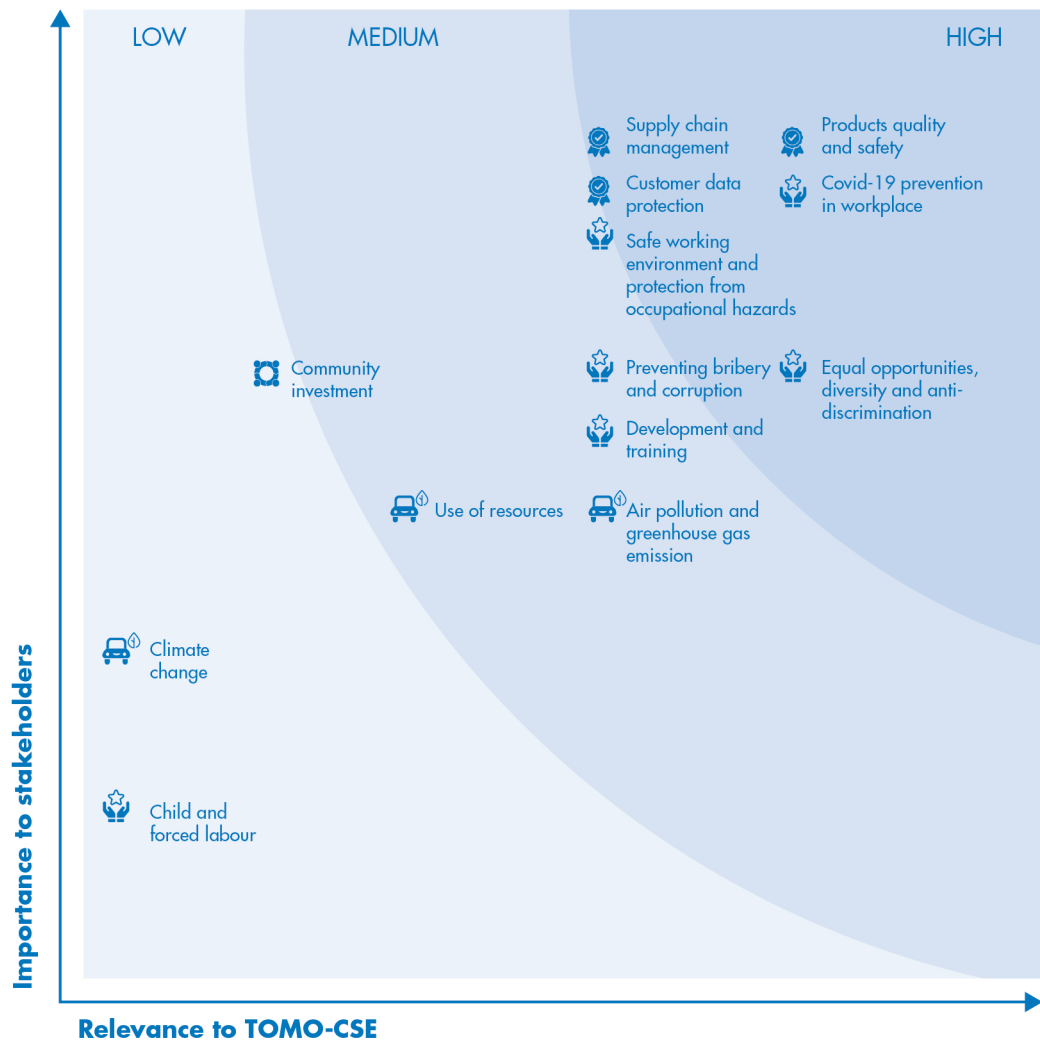 LOW
MEDIUM
HIGH
Supply chain
management
Products quality
and safety
Customer data
protection
Covid-19 prevention
in workplace
Safe working
environment and
protection from
occupational hazards
Community
investment
Preventing bribery
and corruption
Equal opportunities,
diversity and anti-
discrimination
Development and
training
Use of resources
Air pollution and
greenhouse gas
emission
Climate
change
Child and
forced labour
Importance to stakeholders
Relevance to TOMO-CSE